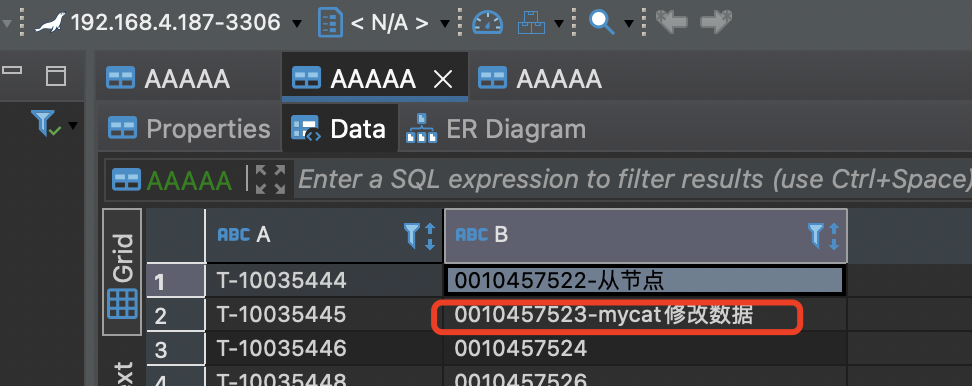 192.168.4.187-3306 < N/A >
AAAAA AAAAA AAAAA
Properties Data ER Diagram
AAAAA Enter a SQL expression to filter results (use Ctrl+Space)
Grid
ABC A ABC B
1 T-10035444 0010457522-从节点
2 T-10035445 0010457523-mycat修改数据
3 T-10035446 0010457524
4 T-10035448 0010457526